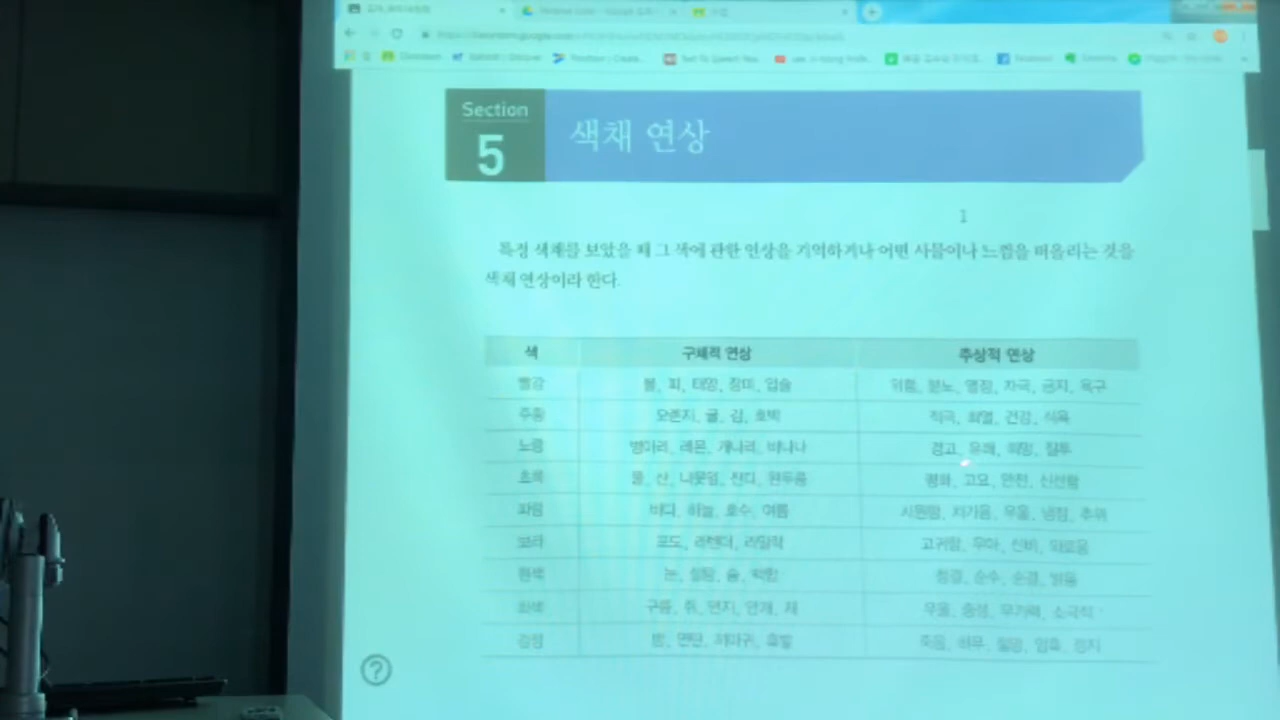 Section
5
색채 연상
특정 색채를 보았을 때 그 색에 관한 연상을 기억하거나 어떤 사물이나 느낌을 떠올리는 것을
색채 연상이라 한다.
색 구체적 연상 추상적 연상
빨강 불, 피, 태양, 장미, 입술 위험, 분노, 열정, 자극, 금지, 욕구
주황 오렌지, 귤, 감, 호박 적극, 희열, 건강, 식욕
노랑 병아리, 레몬, 개나리, 바나나 경고, 유쾌, 희망, 질투
초록 산, 나뭇잎, 잔디, 완두콩 평화, 고요, 안전, 신선함
파랑 바다, 하늘, 호수, 여름 시원함, 차가움, 우울, 냉정, 추위
보라 포도, 라벤더, 라일락 고귀함, 우아, 신비, 외로움
흰색 눈, 설탕, 솜, 백합 청결, 순수, 순결, 밝음
회색 구름, 쥐, 먼지, 안개, 재 우울, 중성, 무기력, 소극적
검정 밤, 연탄, 까마귀, 흑발 죽음, 허무, 절망, 암흑, 정지
?